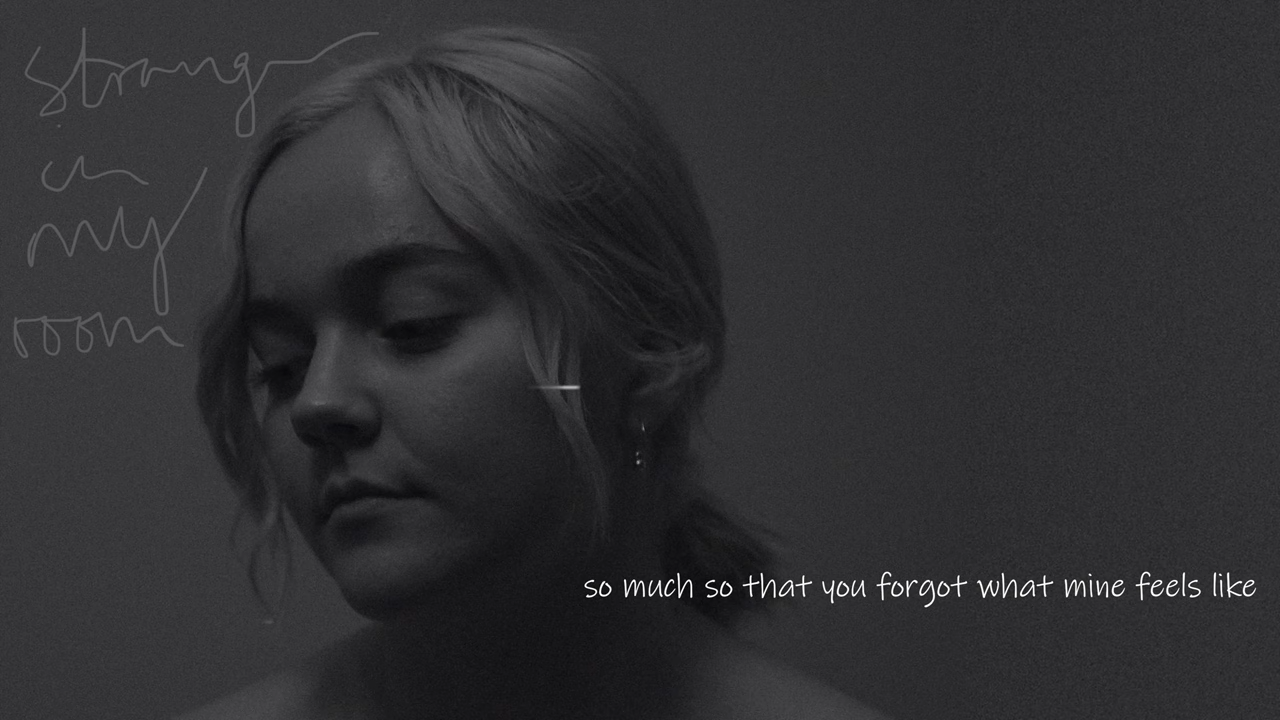 stranger
in
my
room
so much so that you forgot what mine feels like